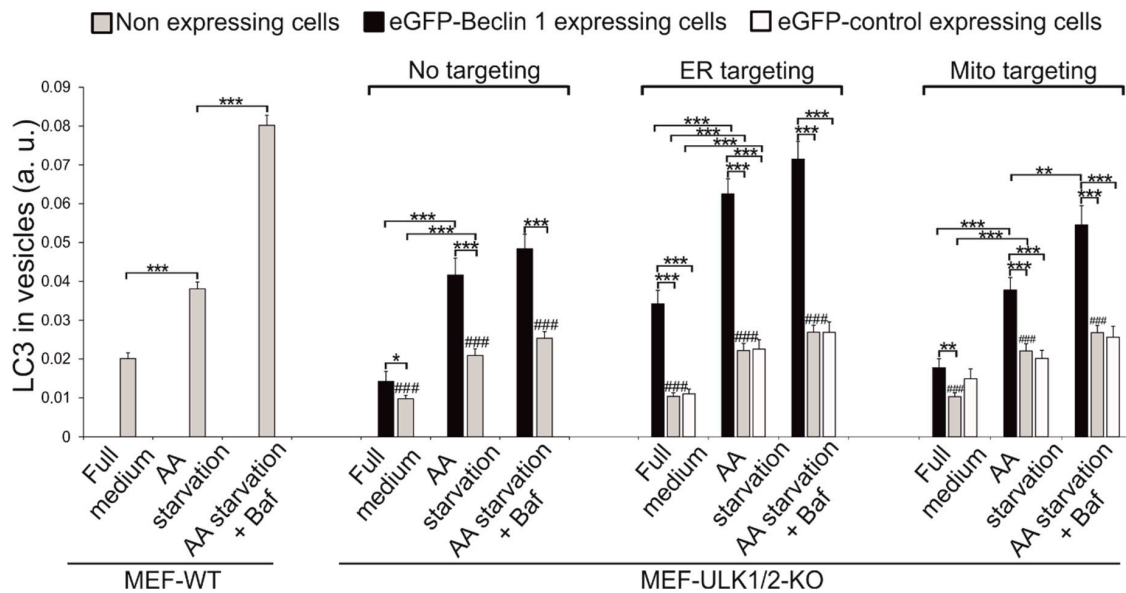 Non expressing cells eGFP-Beclin 1 expressing cells eGFP-control expressing cells
No targeting ER targeting Mito targeting
LC3 in vesicles (a. u.)
0.09
0.08
0.07
0.06
0.05
0.04
0.03
0.02
0.01
0
***
***
*
###
***
***
***
###
***
###
***
***
###
***
***
***
***
***
###
***
***
###
**
###
***
***
***
***
###
**
***
***
###
Full medium
AA starvation
AA starvation + Baf
Full medium
AA starvation
AA starvation + Baf
Full medium
AA starvation
AA starvation + Baf
Full medium
AA starvation
AA starvation + Baf
MEF-WT MEF-ULK1/2-KO